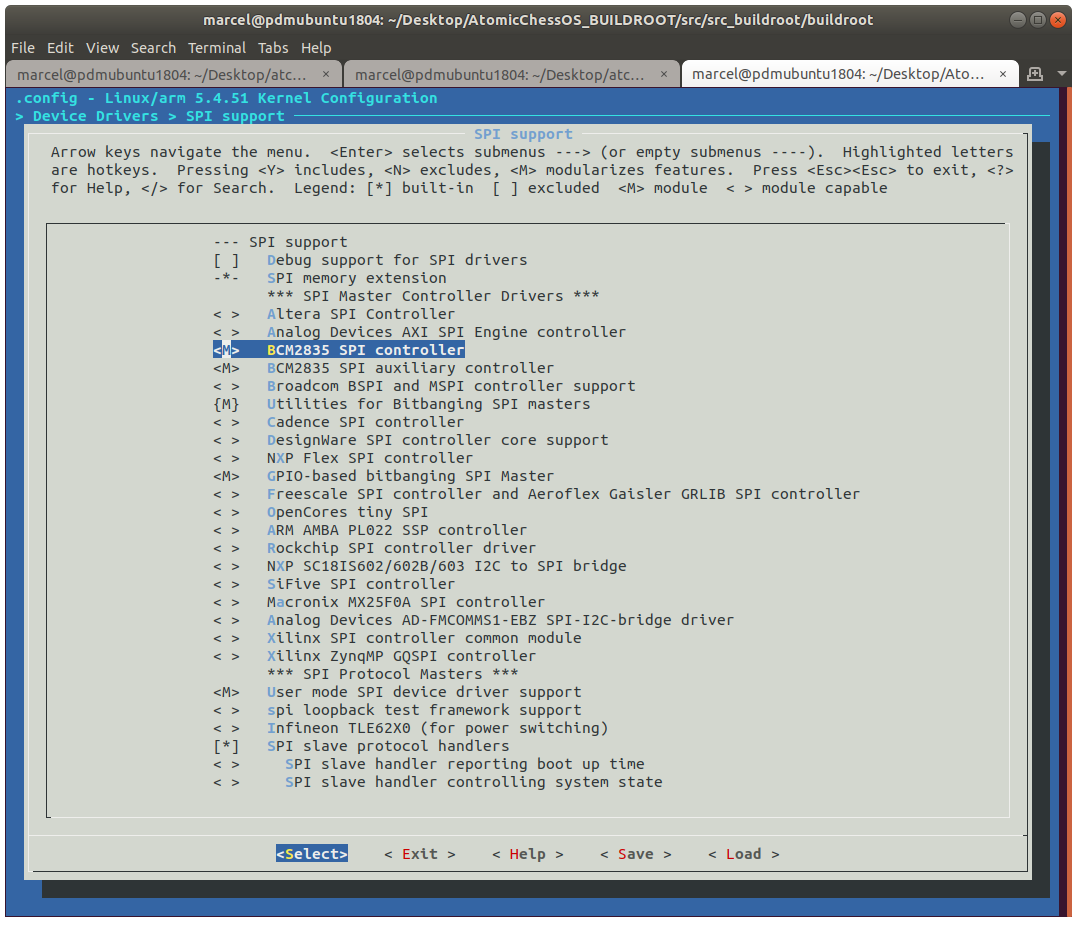 marcel@pdmubuntu1804: ~/Desktop/AtomicChessOS_BUILDROOT/src/src_buildroot/buildroot
File Edit View Search Terminal Tabs Help
marcel@pdmubuntu1804: ~/Desktop/atc... × marcel@pdmubuntu1804: ~/Desktop/atc... × marcel@pdmubuntu1804: ~/Desktop/Ato... ×
.config - Linux/arm 5.4.51 Kernel Configuration
> Device Drivers > SPI support
SPI support
Arrow keys navigate the menu. <Enter> selects submenus ---> (or empty submenus ----). Highlighted letters
are hotkeys. Pressing <Y> includes, <N> excludes, <M> modularizes features. Press <Esc><Esc> to exit, <?>
for Help, </> for Search. Legend: [*] built-in [ ] excluded <M> module < > module capable
--- SPI support
[ ] Debug support for SPI drivers
-*- SPI memory extension
*** SPI Master Controller Drivers ***
< > Altera SPI Controller
< > Analog Devices AXI SPI Engine controller
<M> BCM2835 SPI controller
<M> BCM2835 SPI auxiliary controller
< > Broadcom BSPI and MSPI controller support
{M} Utilities for Bitbanging SPI masters
< > Cadence SPI controller
< > DesignWare SPI controller core support
< > NXP Flex SPI controller
<M> GPIO-based bitbanging SPI Master
< > Freescale SPI controller and Aeroflex Gaisler GRLIB SPI controller
< > OpenCores tiny SPI
< > ARM AMBA PL022 SSP controller
< > Rockchip SPI controller driver
< > NXP SC18IS602/602B/603 I2C to SPI bridge
< > SiFive SPI controller
< > Macronix MX25F0A SPI controller
< > Analog Devices AD-FMCOMMS1-EBZ SPI-I2C-bridge driver
< > Xilinx SPI controller common module
< > Xilinx ZynqMP GQSPI controller
*** SPI Protocol Masters ***
<M> User mode SPI device driver support
< > spi loopback test framework support
< > Infineon TLE62X0 (for power switching)
[*] SPI slave protocol handlers
< > SPI slave handler reporting boot up time
< > SPI slave handler controlling system state
<Select> < Exit > < Help > < Save > < Load >